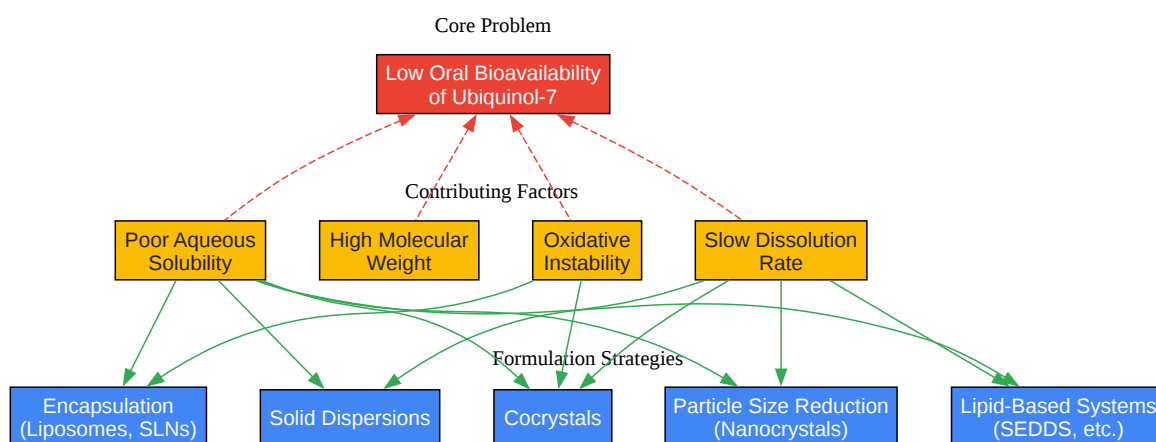 Core Problem
Low Oral Bioavailability
of Ubiquinol-7
Contributing Factors
Poor Aqueous
Solubility
High Molecular
Weight
Oxidative
Instability
Slow Dissolution
Rate
Formulation Strategies
Encapsulation
(Liposomes, SLNs)
Solid Dispersions
Cocrystals
Particle Size Reduction
(Nanocrystals)
Lipid-Based Systems
(SEDDS, etc.)